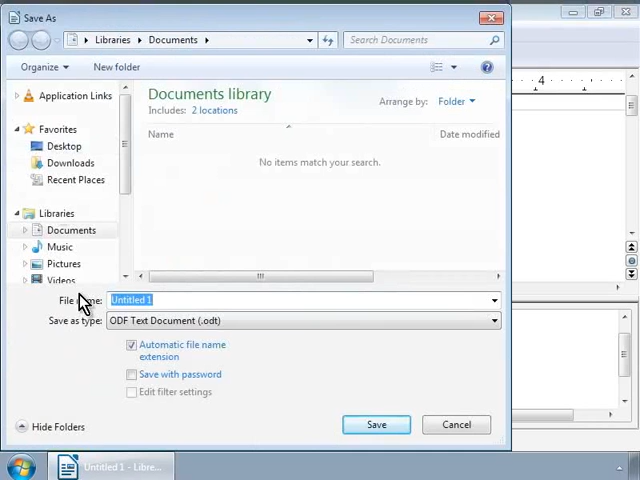 Save As
Libraries
Documents
Search Documents
Organize
New folder
Application Links
Favorites
Desktop
Downloads
Recent Places
Libraries
Documents
Music
Pictures
Videos
Documents library
Includes: 2 locations
Arrange by: Folder
Name
Date modified
No items match your search.
File name: Untitled 1
Save as type: ODF Text Document (.odt)
Automatic file name
extension
Save with password
Edit filter settings
Hide Folders
Save
Cancel
4
Untitled 1 - Libre...